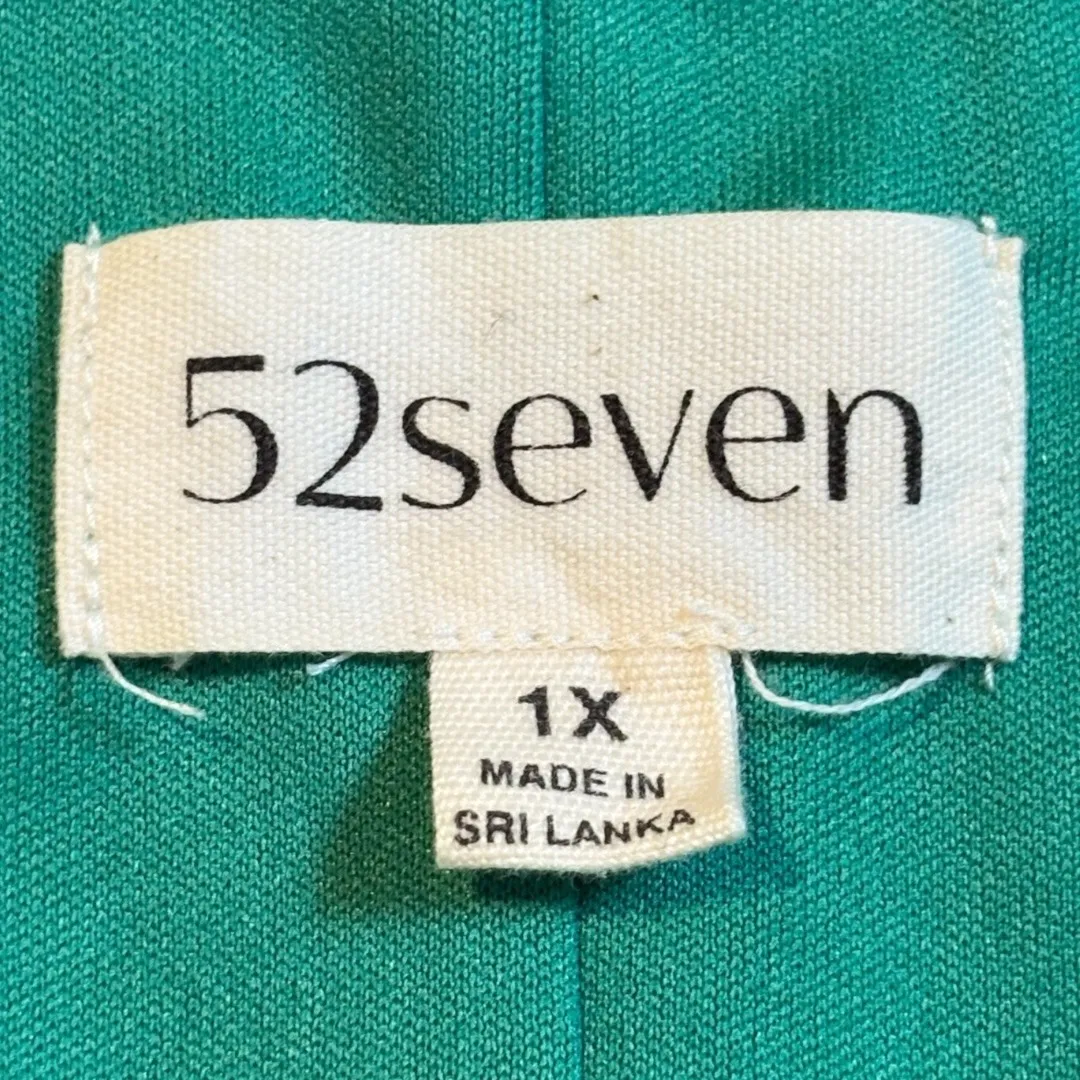 52seven
1X
MADE IN
SRI LANKA